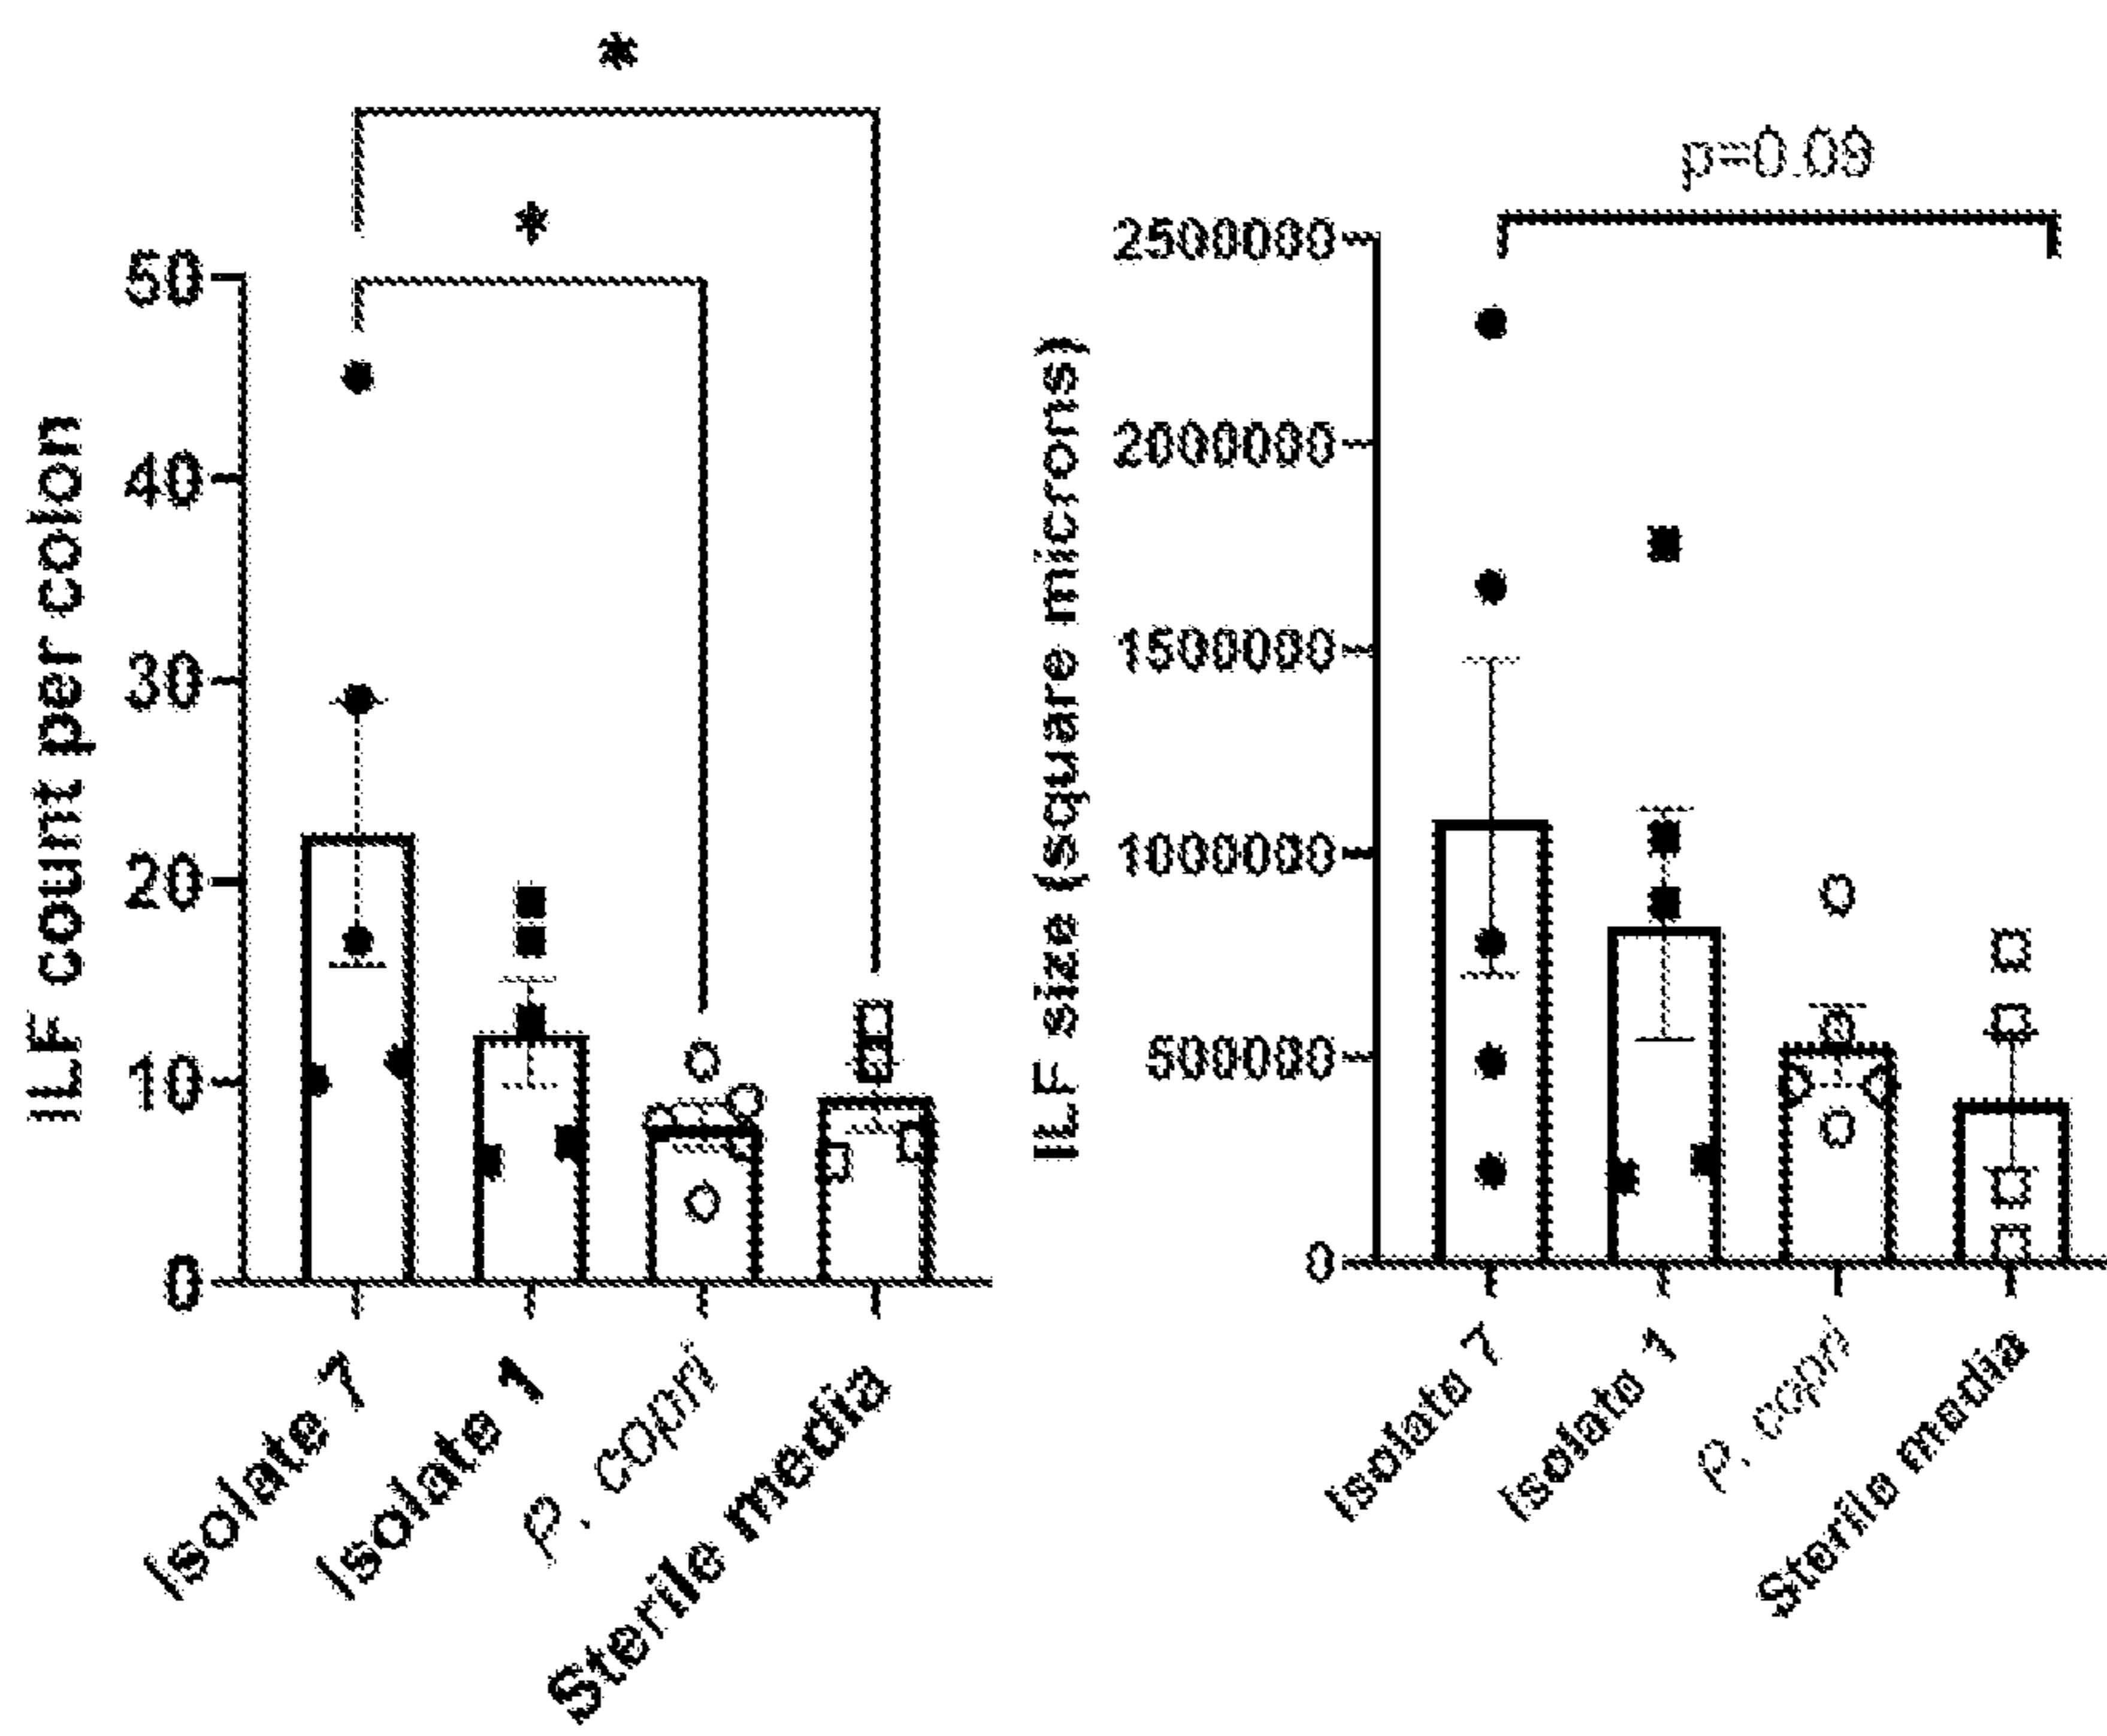 *
*
ILF count per colon
50
40
30
20
10
0
Isolate 7
Isolate 1
P. copri
Sterile media
p=0.09
ILF size (square microns)
2500000
2000000
1500000
1000000
500000
0
Isolate 7
Isolate 1
P. copri
Sterile media